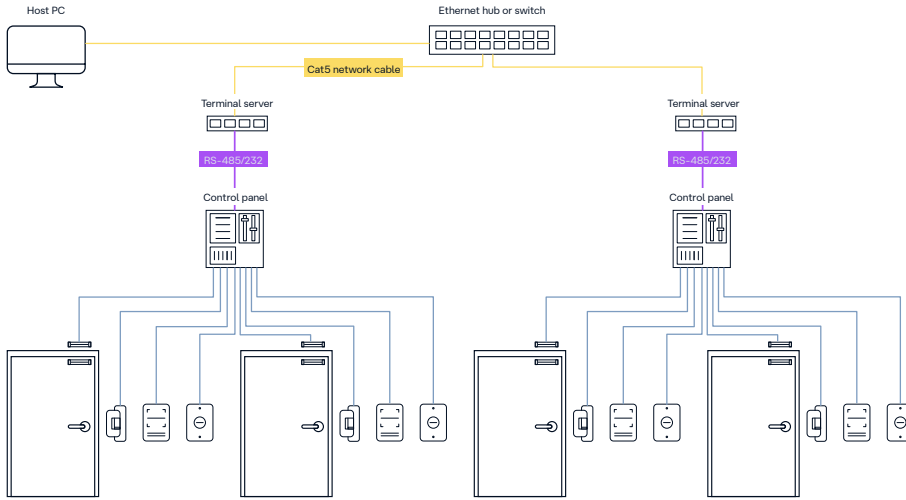 Host PC
Ethernet hub or switch
Cat5 network cable
Terminal server
Terminal server
RS-485/232
RS-485/232
Control panel
Control panel